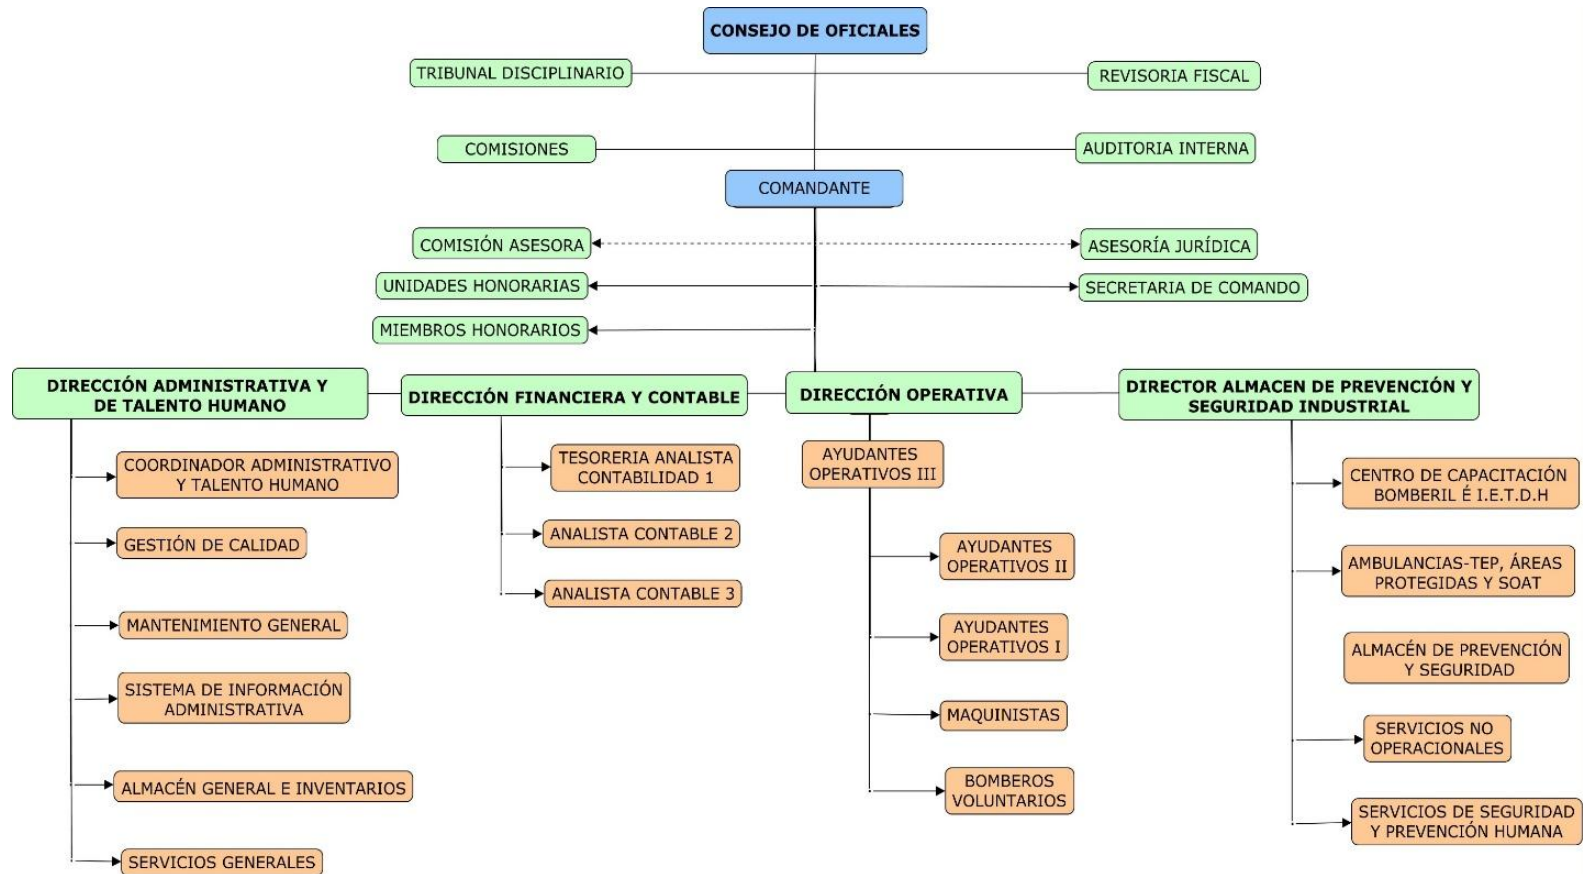 CONSEJO DE OFICIALES
TRIBUNAL DISCIPLINARIO
REVISORIA FISCAL
COMISIONES
AUDITORIA INTERNA
COMANDANTE
COMISIÓN ASESORA
ASESORÍA JURÍDICA
UNIDADES HONORARIAS
SECRETARIA DE COMANDO
MIEMBROS HONORARIOS
DIRECCIÓN ADMINISTRATIVA Y
DE TALENTO HUMANO
COORDINADOR ADMINISTRATIVO
Y TALENTO HUMANO
GESTIÓN DE CALIDAD
MANTENIMIENTO GENERAL
SISTEMA DE INFORMACIÓN
ADMINISTRATIVA
ALMACÉN GENERAL E INVENTARIOS
SERVICIOS GENERALES
DIRECCIÓN FINANCIERA Y CONTABLE
TESORERIA ANALISTA
CONTABILIDAD 1
ANALISTA CONTABLE 2
ANALISTA CONTABLE 3
DIRECCIÓN OPERATIVA
AYUDANTES
OPERATIVOS III
AYUDANTES
OPERATIVOS II
AYUDANTES
OPERATIVOS I
MAQUINISTAS
BOMBEROS
VOLUNTARIOS
DIRECTOR ALMACEN DE PREVENCIÓN Y
SEGURIDAD INDUSTRIAL
CENTRO DE CAPACITACIÓN
BOMBERIL É I.E.T.D.H
AMBULANCIAS-TEP, ÁREAS
PROTEGIDAS Y SOAT
ALMACÉN DE PREVENCIÓN
Y SEGURIDAD
SERVICIOS NO
OPERACIONALES
SERVICIOS DE SEGURIDAD
Y PREVENCIÓN HUMANA